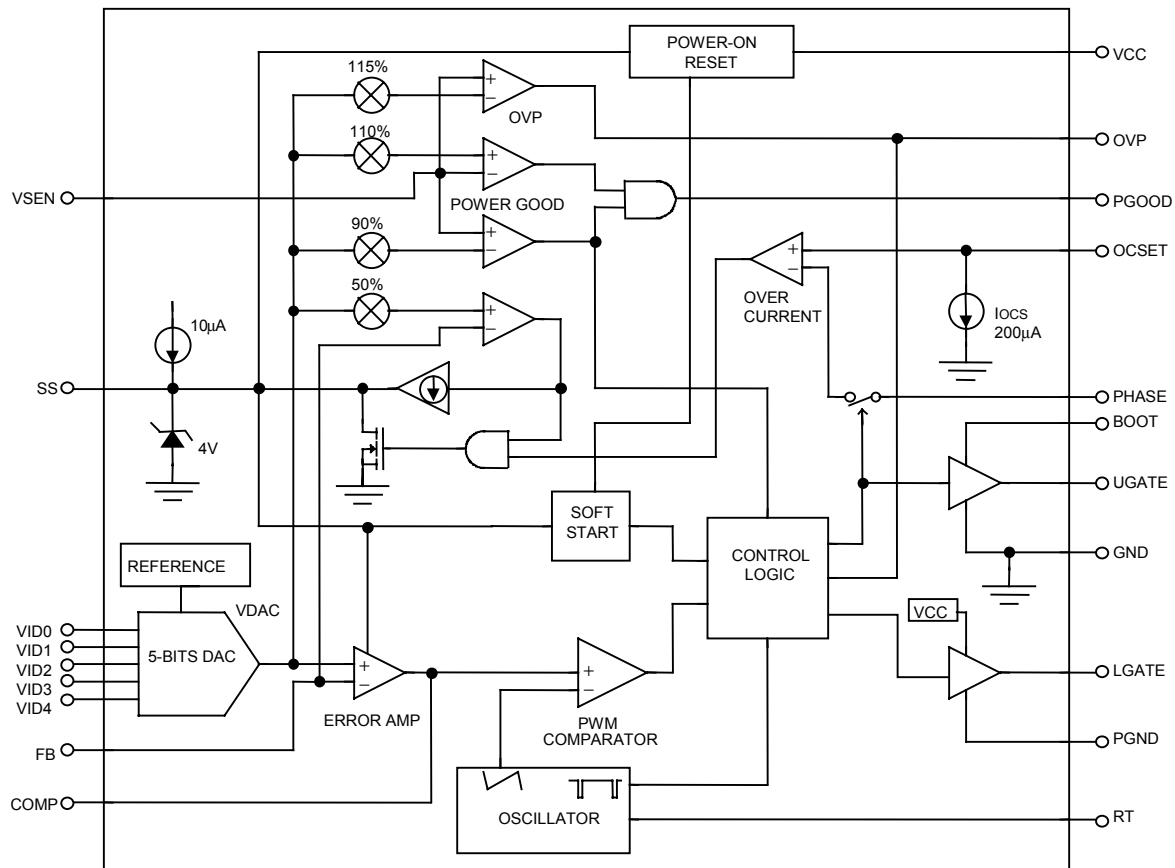 POWER-ON
RESET
VCC
115%
+
−
OVP
OVP
110%
+
−
VSEN
POWER GOOD
PGOOD
90%
+
−
+
−
OCSET
OVER
CURRENT
50%
+
−
10µA
IOCS
200µA
SS
PHASE
BOOT
4V
UGATE
SOFT
START
CONTROL
LOGIC
GND
REFERENCE
VDAC
VCC
VID0
VID1
VID2
VID3
VID4
5-BITS DAC
+
−
+
−
LGATE
ERROR AMP
PWM
COMPARATOR
PGND
FB
COMP
OSCILLATOR
RT